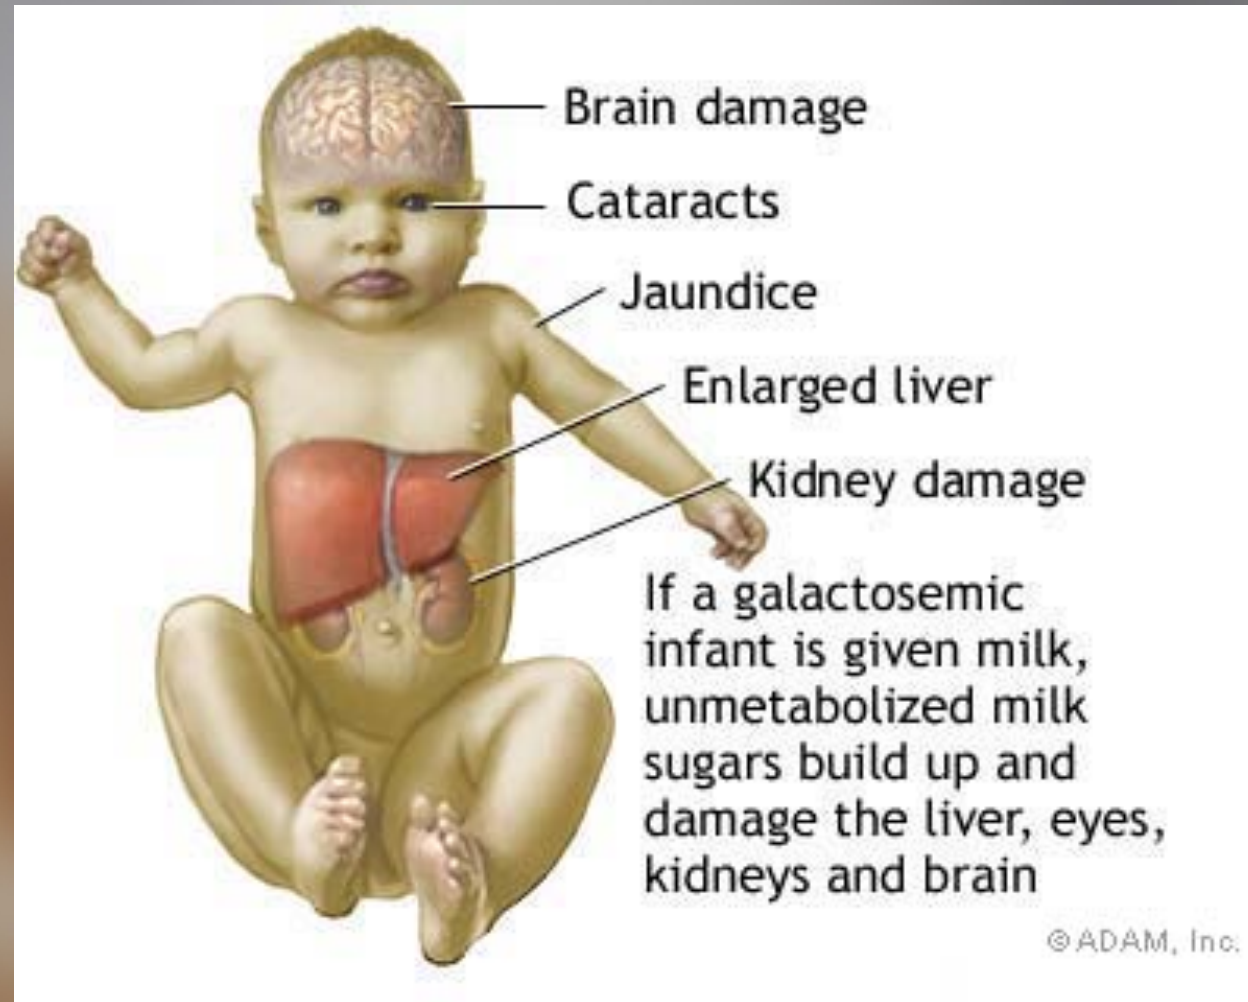 Brain damage
Cataracts
Jaundice
Enlarged liver
Kidney damage
If a galactosemic
infant is given milk,
unmetabolized milk
sugars build up and
damage the liver, eyes,
kidneys and brain
©ADAM, Inc.